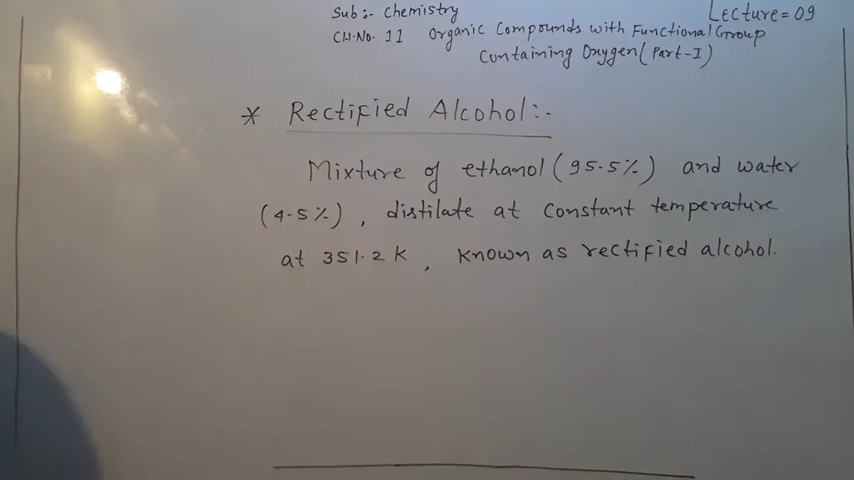 Sub:- Chemistry
Lecture=09
CH.No. 11 Organic Compounds with Functional Group
Containing Oxygen (Part-I)
* Rectified Alcohol:-
Mixture of ethanol (95.5%) and water
(4.5%), distilate at constant temperature
at 351.2 K, known as rectified alcohol.